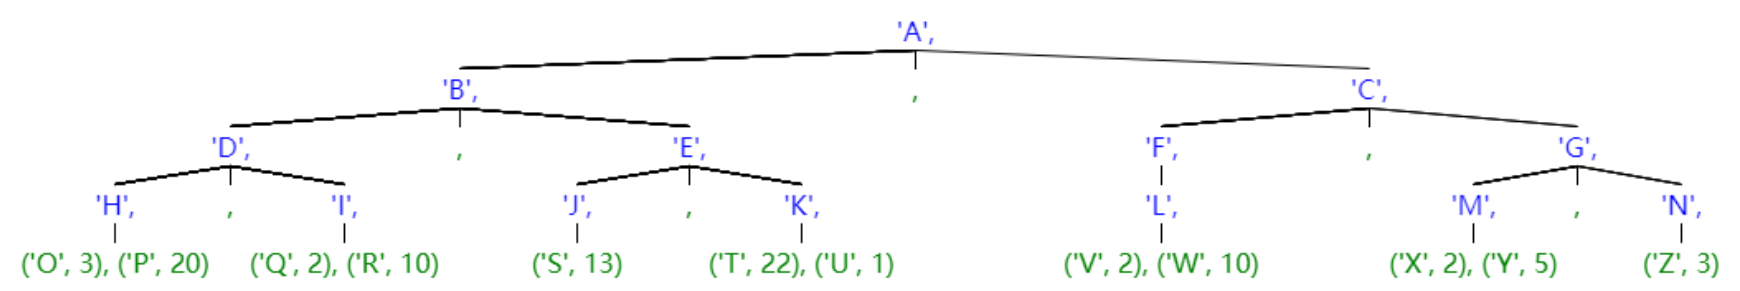 'A',
'B', , 'C',
'D', , 'E', 'F', , 'G',
'H', , 'I', 'J', , 'K', 'L', 'M', , 'N',
('O', 3), ('P', 20) ('Q', 2), ('R', 10) ('S', 13) ('T', 22), ('U', 1) ('V', 2), ('W', 10) ('X', 2), ('Y', 5) ('Z', 3)